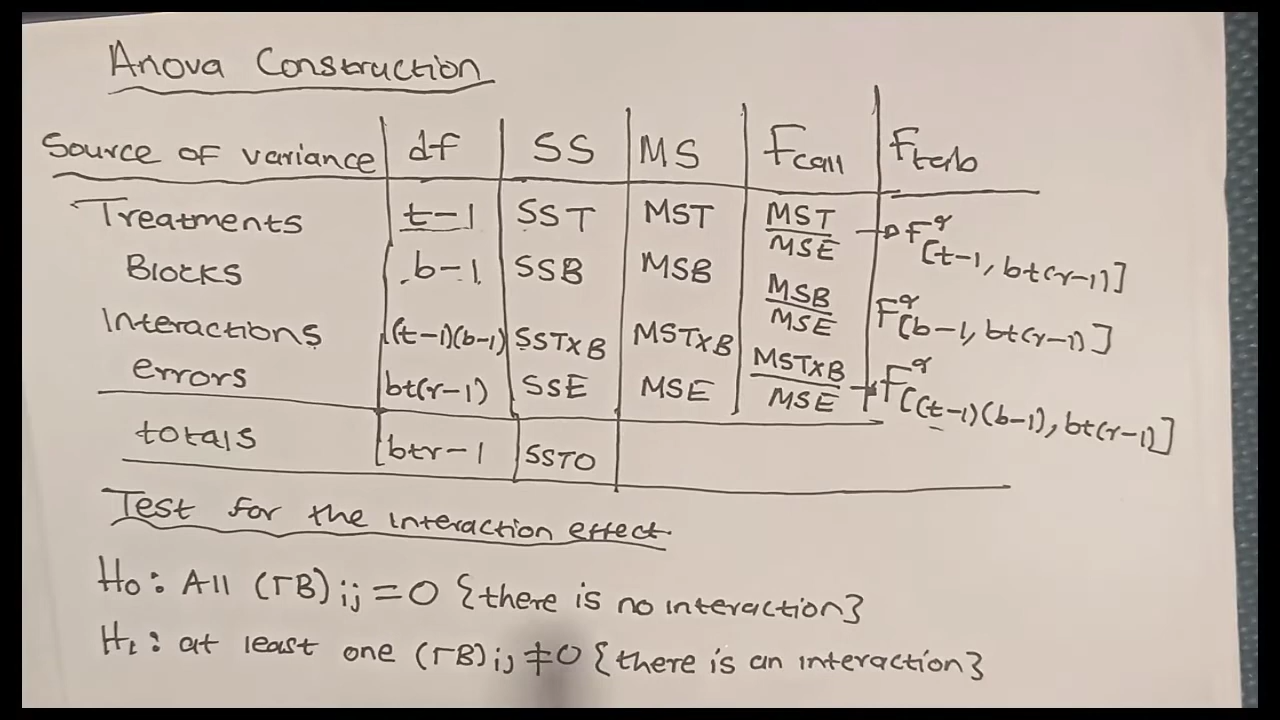 Anova Construction
Source of variance df SS MS Fcall Ftab
Treatments t-1 SST MST MST/MSE → F^α[t-1, bt(r-1)]
Blocks b-1 SSB MSB MSB/MSE F^α[b-1, bt(r-1)]
Interactions (t-1)(b-1) SSTXB MSTXB MSTXB/MSE → F^α[(t-1)(b-1), bt(r-1)]
errors bt(r-1) SSE MSE
totals btr-1 SSTO
Test for the interaction effect
H0: All (ΓB)ij = 0 {there is no interaction}
H1: at least one (ΓB)ij ≠ 0 {there is an interaction}